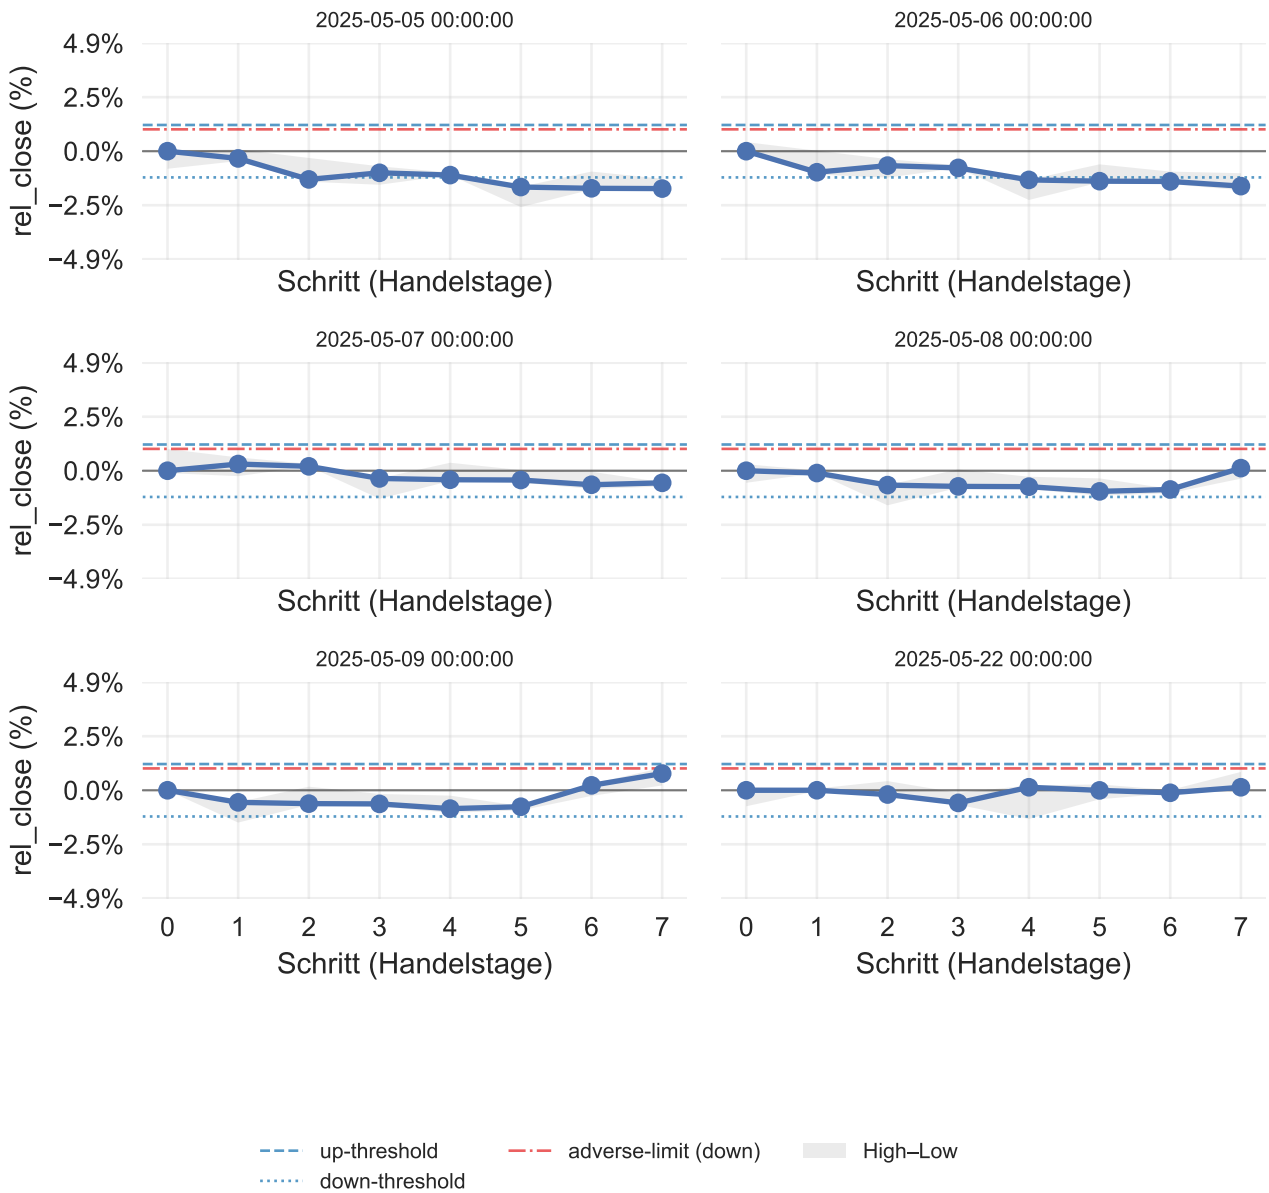 2025-05-05 00:00:00
2025-05-06 00:00:00
4.9%
2.5%
0.0%
−2.5%
−4.9%
rel_close (%)
Schritt (Handelstage)
Schritt (Handelstage)
2025-05-07 00:00:00
2025-05-08 00:00:00
4.9%
2.5%
0.0%
−2.5%
−4.9%
rel_close (%)
Schritt (Handelstage)
Schritt (Handelstage)
2025-05-09 00:00:00
2025-05-22 00:00:00
4.9%
2.5%
0.0%
−2.5%
−4.9%
rel_close (%)
0 1 2 3 4 5 6 7
0 1 2 3 4 5 6 7
Schritt (Handelstage)
Schritt (Handelstage)
up-threshold
down-threshold
adverse-limit (down)
High–Low